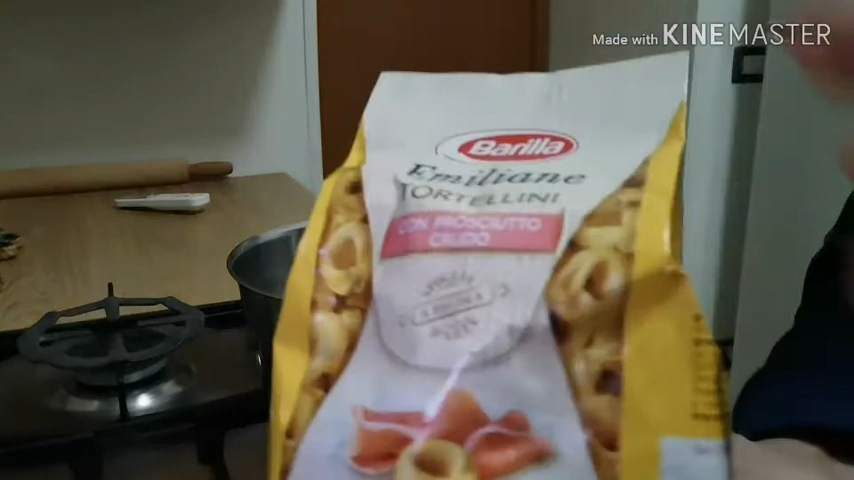 Made with KINEMASTER
Barilla
Emiliane
TORTELLINI
CON PROSCIUTTO
CRUDO